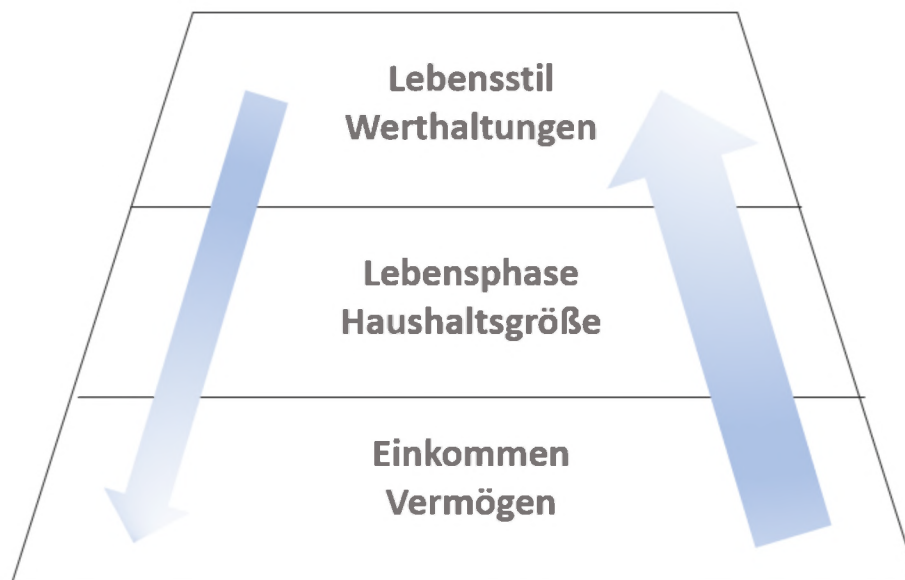 Lebensstil
Werthaltungen
Lebensphase
Haushaltsgröße
Einkommen
Vermögen